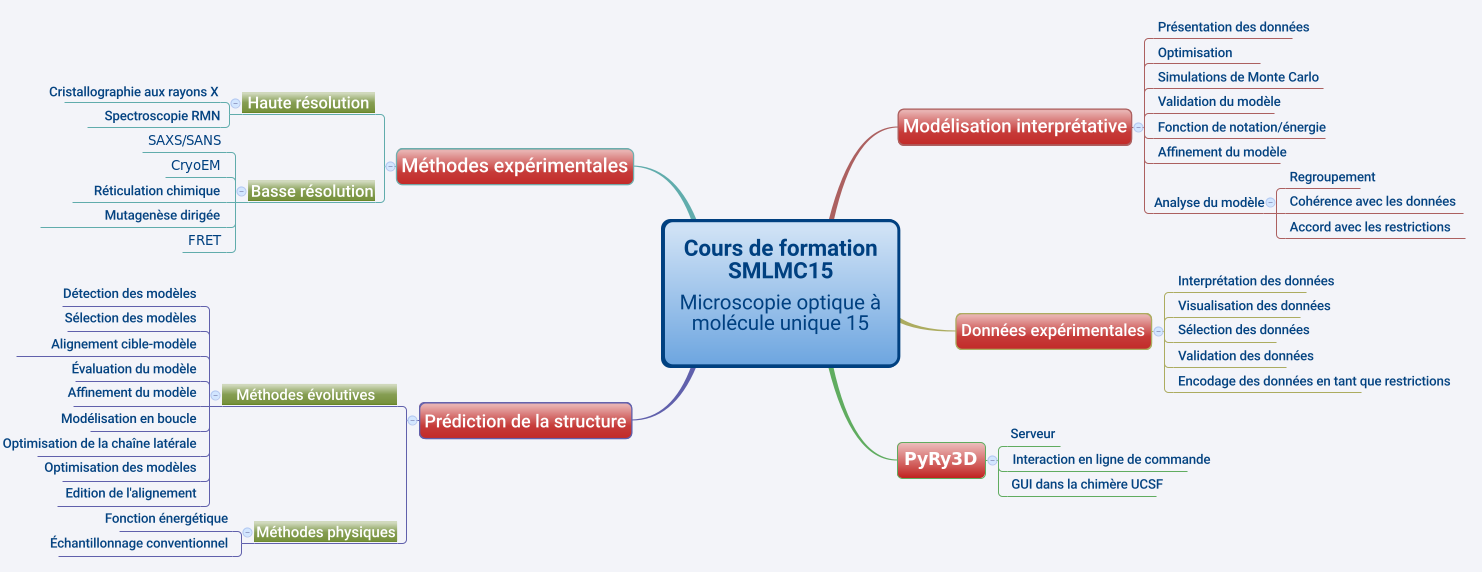 Cours de formation
SMLMC15
Microscopie optique à
molécule unique 15
Méthodes expérimentales
Haute résolution
Cristallographie aux rayons X
Spectroscopie RMN
Basse résolution
SAXS/SANS
CryoEM
Réticulation chimique
Mutagenèse dirigée
FRET
Prédiction de la structure
Méthodes évolutives
Détection des modèles
Sélection des modèles
Alignement cible-modèle
Évaluation du modèle
Affinement du modèle
Modélisation en boucle
Optimisation de la chaîne latérale
Optimisation des modèles
Edition de l'alignement
Méthodes physiques
Fonction énergétique
Échantillonnage conventionnel
Modélisation interprétative
Présentation des données
Optimisation
Simulations de Monte Carlo
Validation du modèle
Fonction de notation/énergie
Affinement du modèle
Analyse du modèle
Regroupement
Cohérence avec les données
Accord avec les restrictions
Données expérimentales
Interprétation des données
Visualisation des données
Sélection des données
Validation des données
Encodage des données en tant que restrictions
PyRy3D
Serveur
Interaction en ligne de commande
GUI dans la chimère UCSF